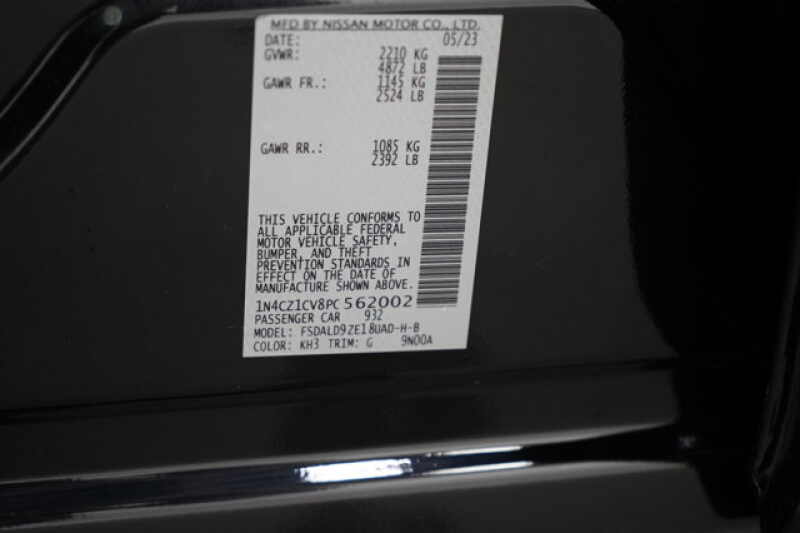 MFD BY NISSAN MOTOR CO., LTD.
DATE: 05/23
GVWR: 2210 KG
4872 LB
GAWR FR.: 1145 KG
2524 LB
GAWR RR.: 1085 KG
2392 LB
THIS VEHICLE CONFORMS TO
ALL APPLICABLE FEDERAL
MOTOR VEHICLE SAFETY,
BUMPER, AND THEFT
PREVENTION STANDARDS IN
EFFECT ON THE DATE OF
MANUFACTURE SHOWN ABOVE.
1N4CZ1CV8PC 562002
PASSENGER CAR 932
MODEL: FSDALD9ZE18UAD-H-B
COLOR: KH3 TRIM: G 9N00A